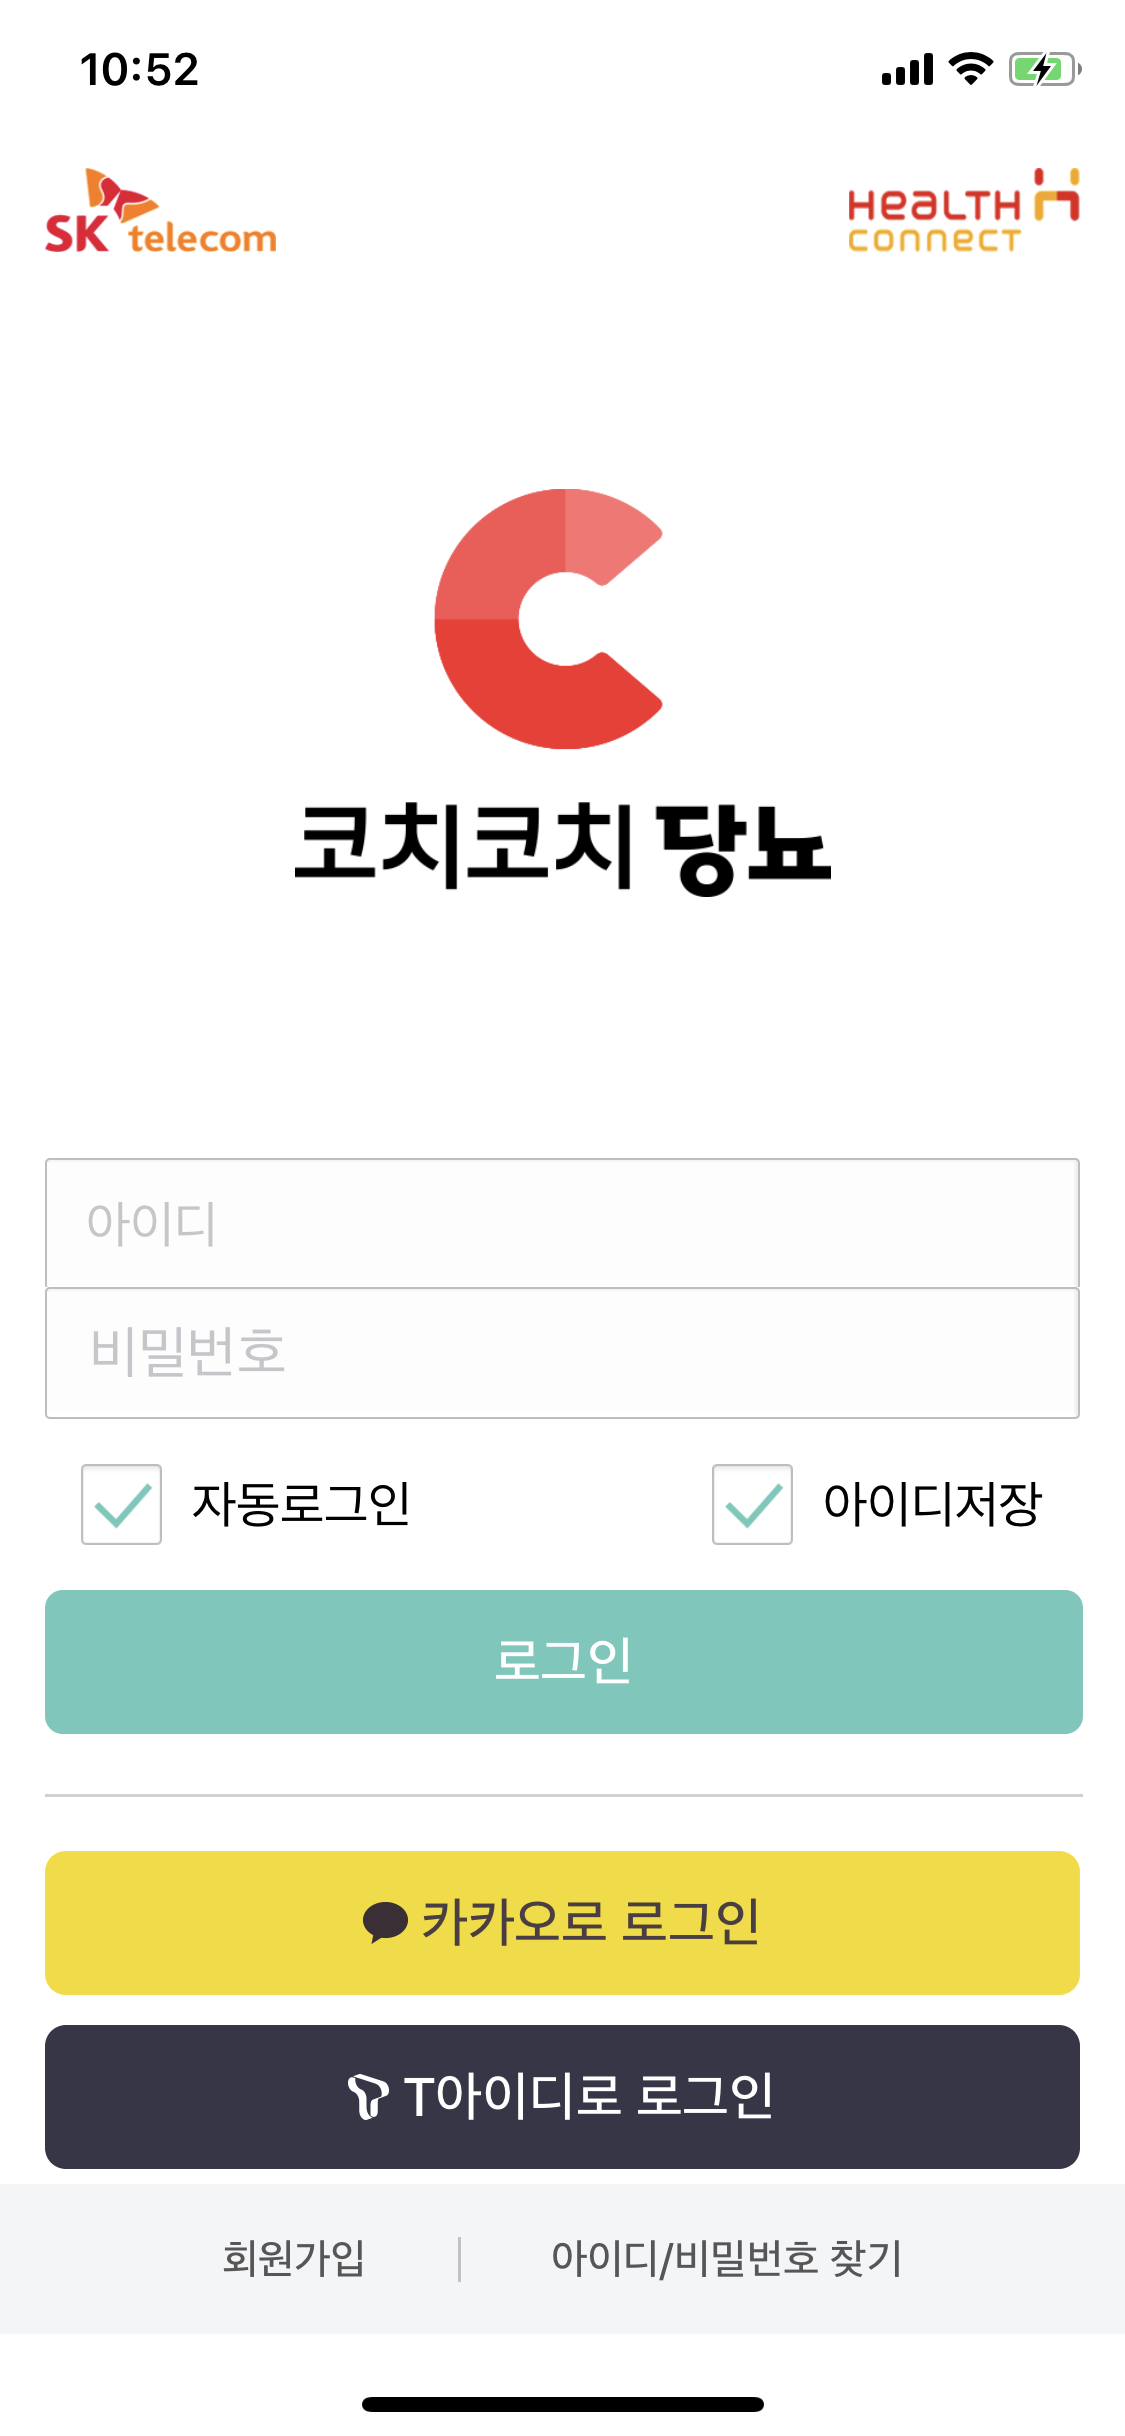 10:52
SK telecom
HEALTH CONNECT
코치코치 당뇨
아이디
비밀번호
자동로그인
아이디저장
로그인
카카오로 로그인
T아이디로 로그인
회원가입
아이디/비밀번호 찾기